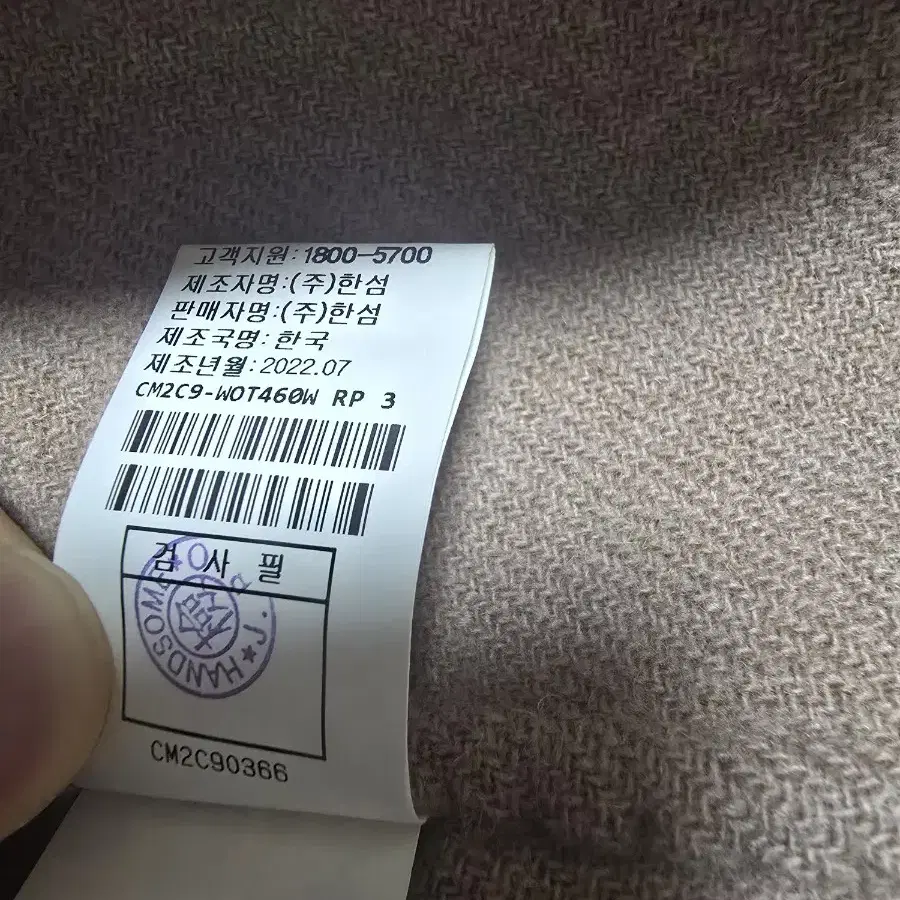 고객지원:1800-5700
제조자명:(주)한섬
판매자명:(주)한섬
제조국명: 한국
제조년월:2022.07
CM2C9-WOT460W RP 3
검 사 필
HANDSOME
CM2C90366